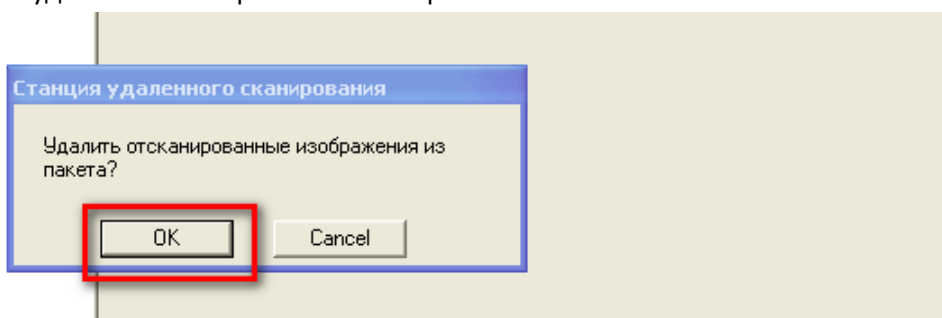 Станция удаленного сканирования
Удалить отсканированные изображения из
пакета?
OK
Cancel